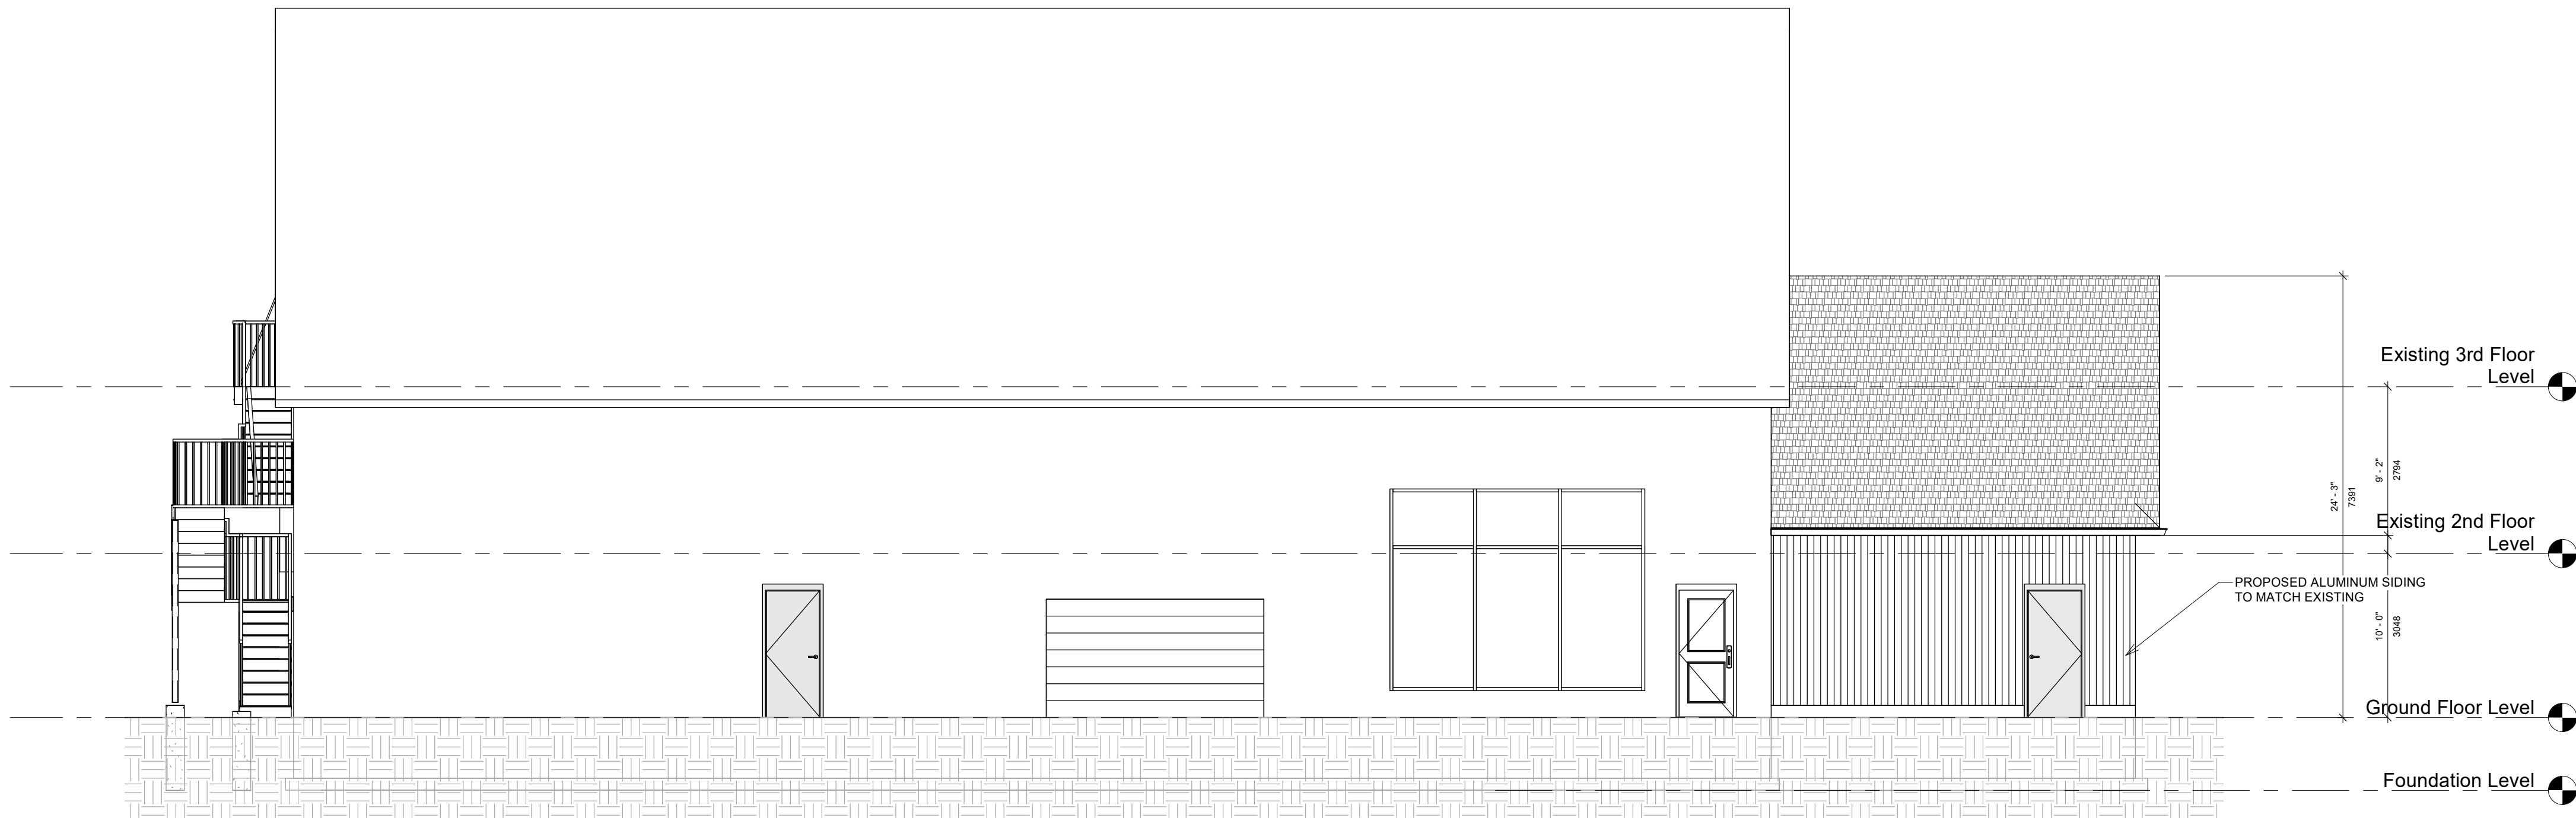 Existing 3rd Floor
Level
9' - 2"
2794
24' - 3"
7391
Existing 2nd Floor
Level
PROPOSED ALUMINUM SIDING
TO MATCH EXISTING
10' - 0"
3048
Ground Floor Level
Foundation Level